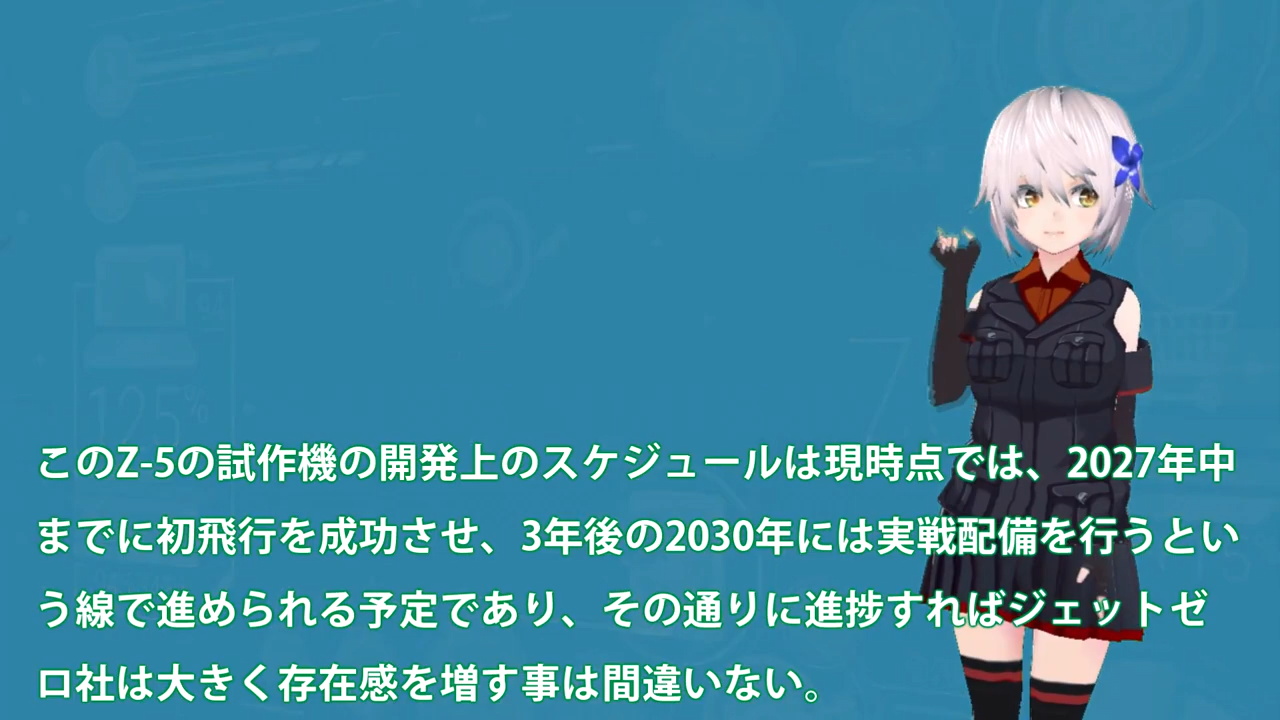 125%
このZ-5の試作機の開発上のスケジュールは現時点では、2027年中
までに初飛行を成功させ、3年後の2030年には実戦配備を行うとい
う線で進められる予定であり、その通りに進捗すればジェットゼ
ロ社は大きく存在感を増す事は間違いない。